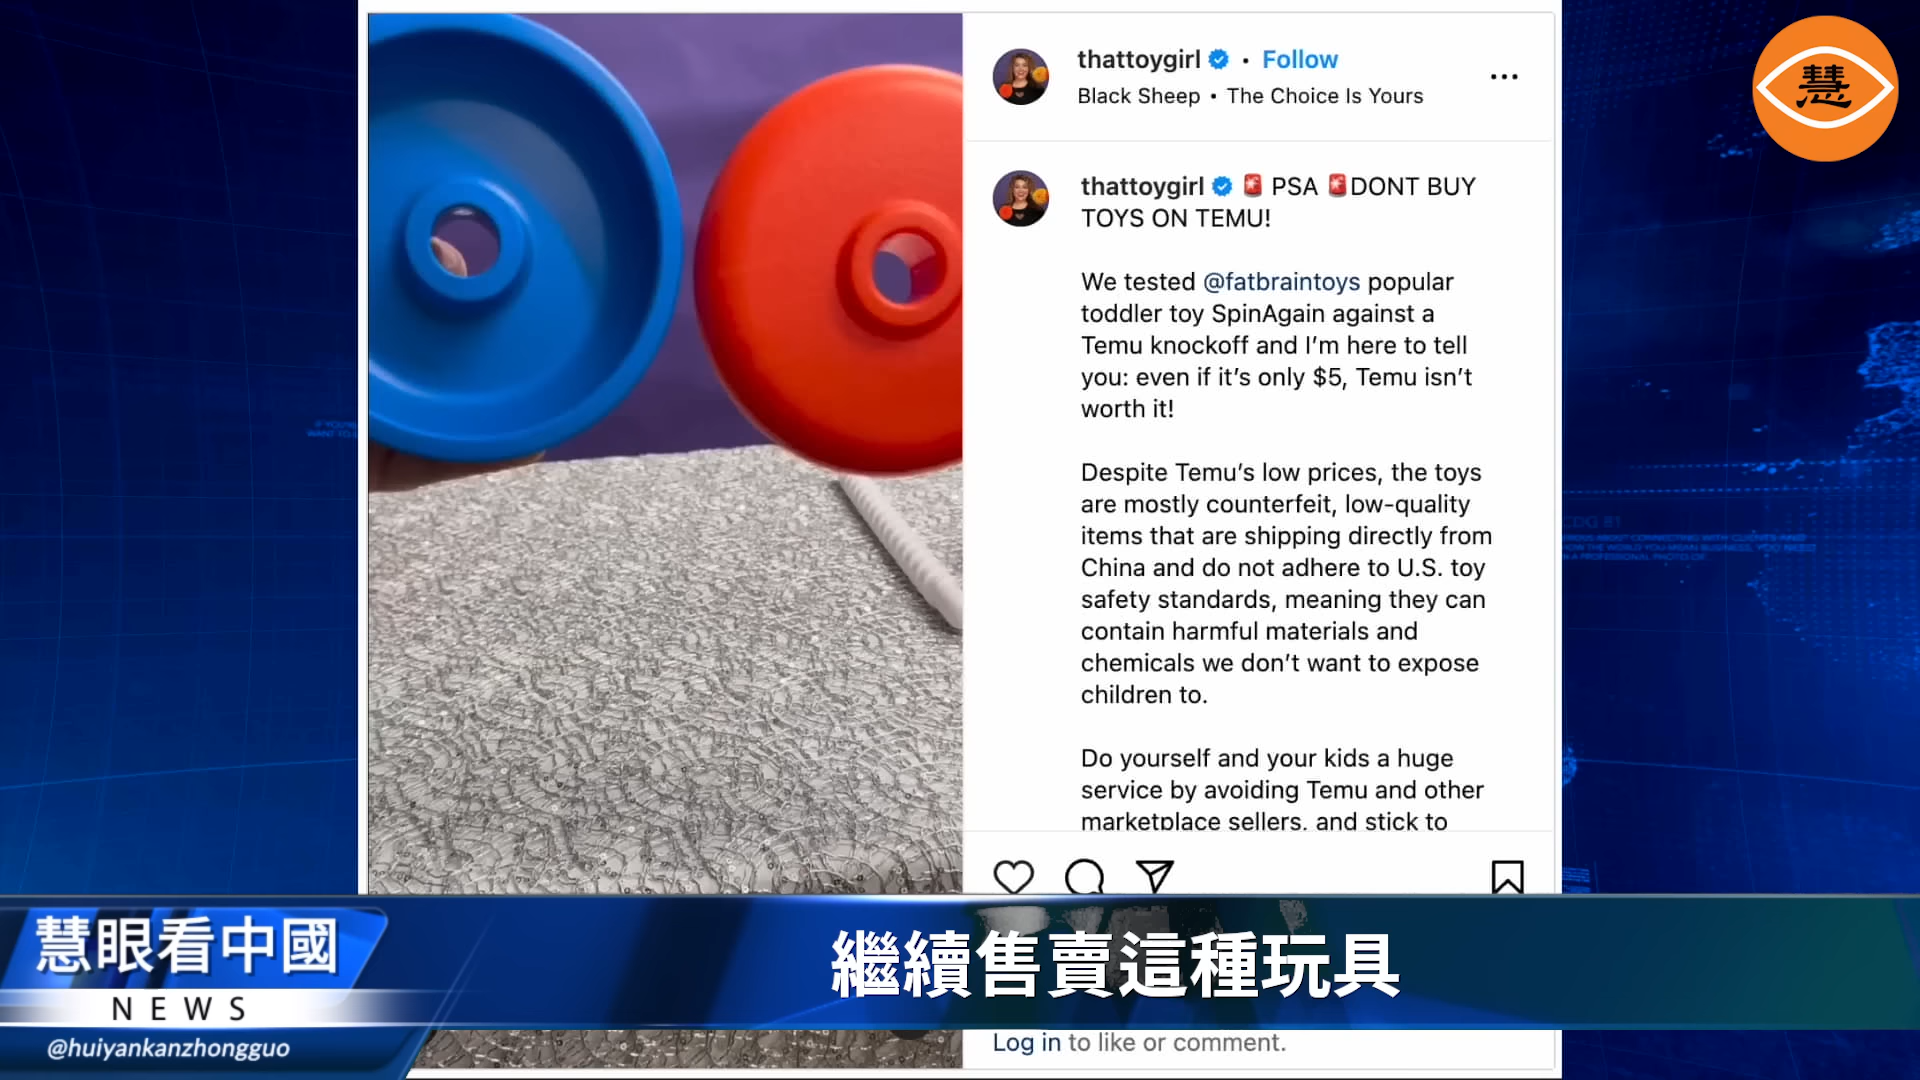 thattoygirl • Follow
Black Sheep • The Choice Is Yours
慧
thattoygirl 🚨 PSA 🚨DONT BUY
TOYS ON TEMU!
We tested @fatbraintoys popular
toddler toy SpinAgain against a
Temu knockoff and I'm here to tell
you: even if it's only $5, Temu isn't
worth it!
Despite Temu's low prices, the toys
are mostly counterfeit, low-quality
items that are shipping directly from
China and do not adhere to U.S. toy
safety standards, meaning they can
contain harmful materials and
chemicals we don't want to expose
children to.
Do yourself and your kids a huge
service by avoiding Temu and other
marketplace sellers, and stick to
慧眼看中國
NEWS
@huiyankanzhongguo
繼續售賣這種玩具
Log in to like or comment.